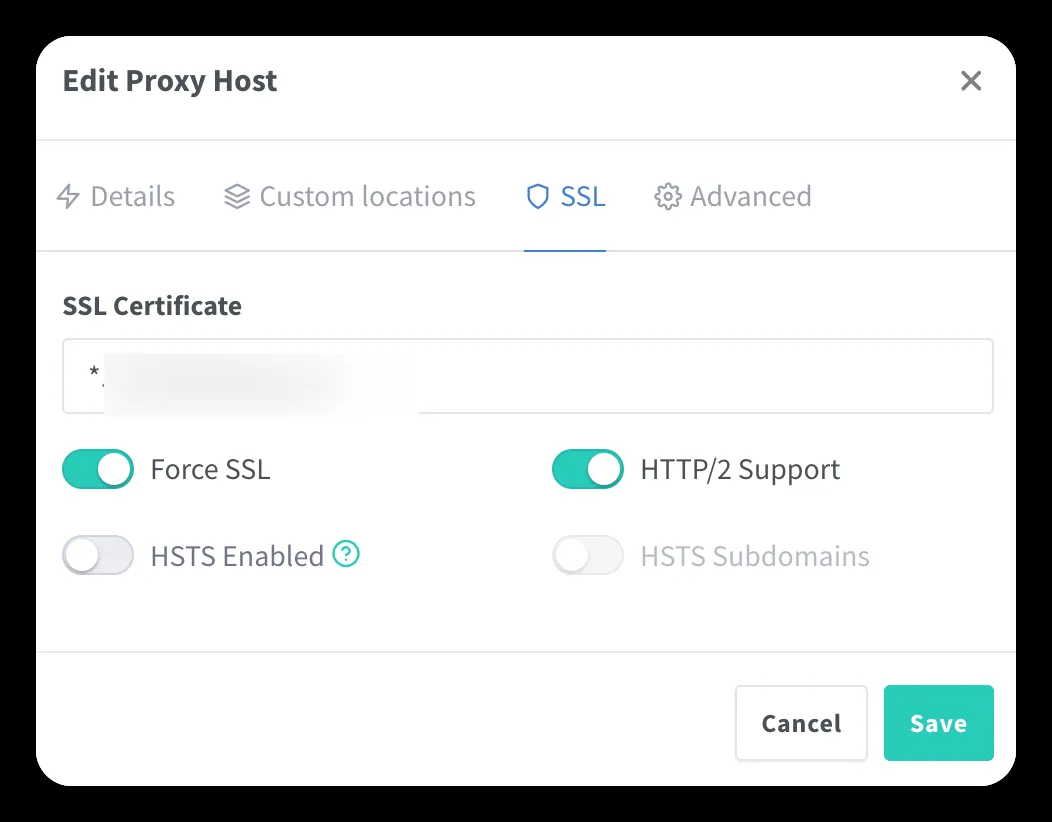 Edit Proxy Host
Details Custom locations SSL Advanced
SSL Certificate
*.
Force SSL HTTP/2 Support
HSTS Enabled HSTS Subdomains
Cancel Save